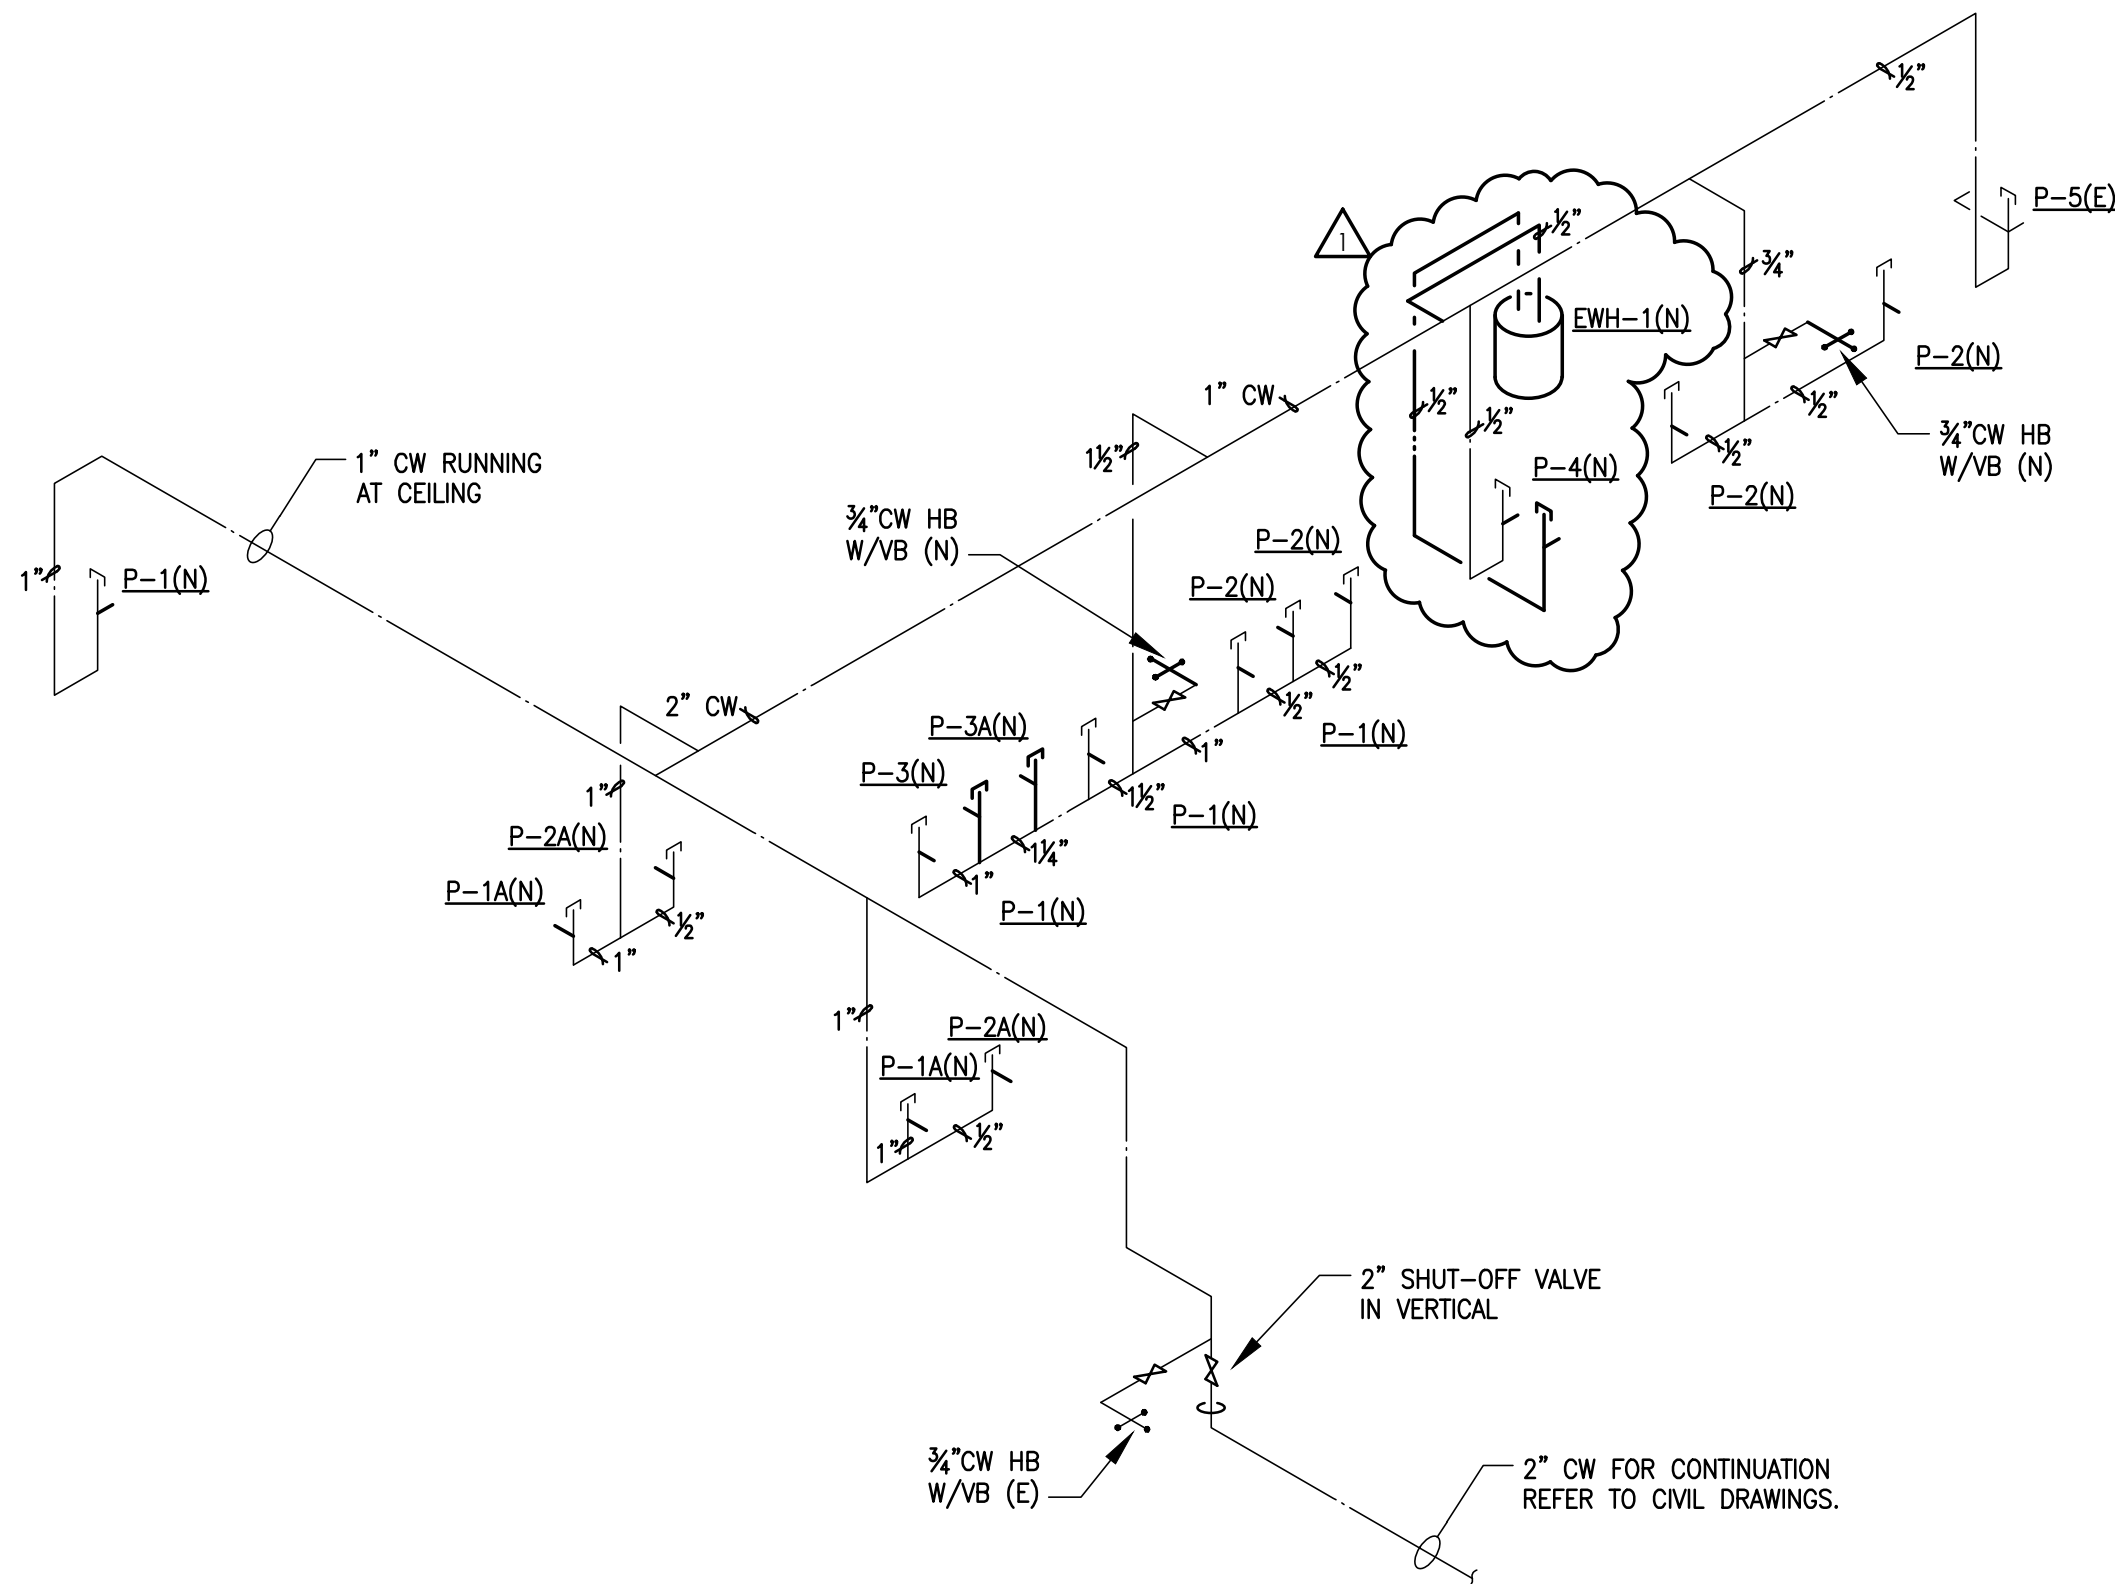 ½"
P-5(E)
1
½"
¾"
EWH-1(N)
P-2(N)
1" CW
½"
½"
½"
¾"CW HB
W/VB (N)
½"
P-2(N)
P-4(N)
1½"
1" CW RUNNING
AT CEILING
¾"CW HB
W/VB (N)
P-2(N)
P-2(N)
1"
P-1(N)
½"
½"
2" CW
P-3A(N)
P-1(N)
1"
P-3(N)
1"
1½"
P-1(N)
P-2A(N)
1¼"
1"
P-1A(N)
P-1(N)
½"
1"
1"
P-2A(N)
P-1A(N)
½"
1"
2" SHUT-OFF VALVE
IN VERTICAL
¾"CW HB
W/VB (E)
2" CW FOR CONTINUATION
REFER TO CIVIL DRAWINGS.